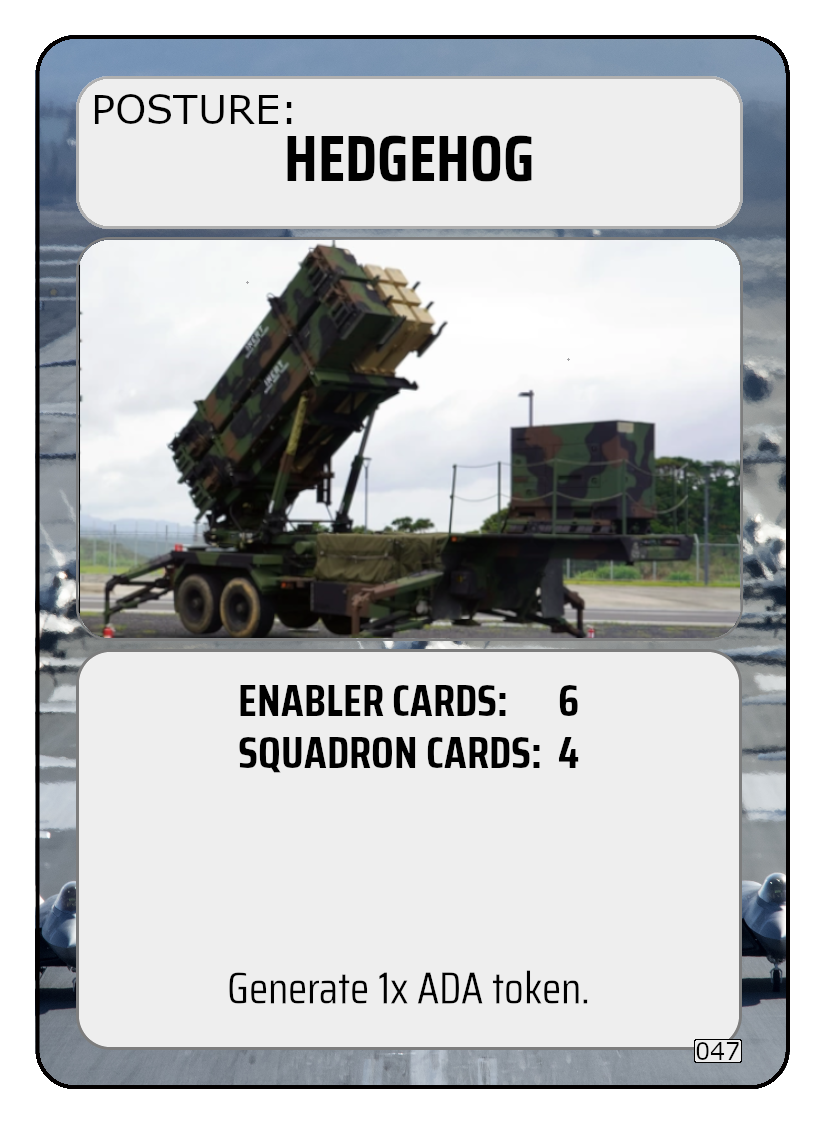 POSTURE:
HEDGEHOG
ENABLER CARDS: 6
SQUADRON CARDS: 4
Generate 1x ADA token.
047